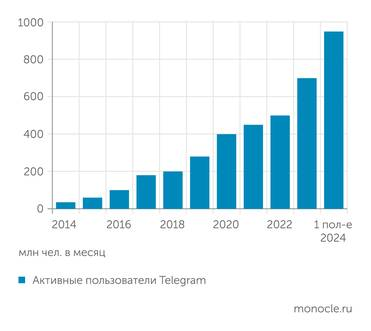 1000
800
600
400
200
0
2014 2016 2018 2020 2022 1 пол-е
2024
млн чел. в месяц
Активные пользователи Telegram
monocle.ru